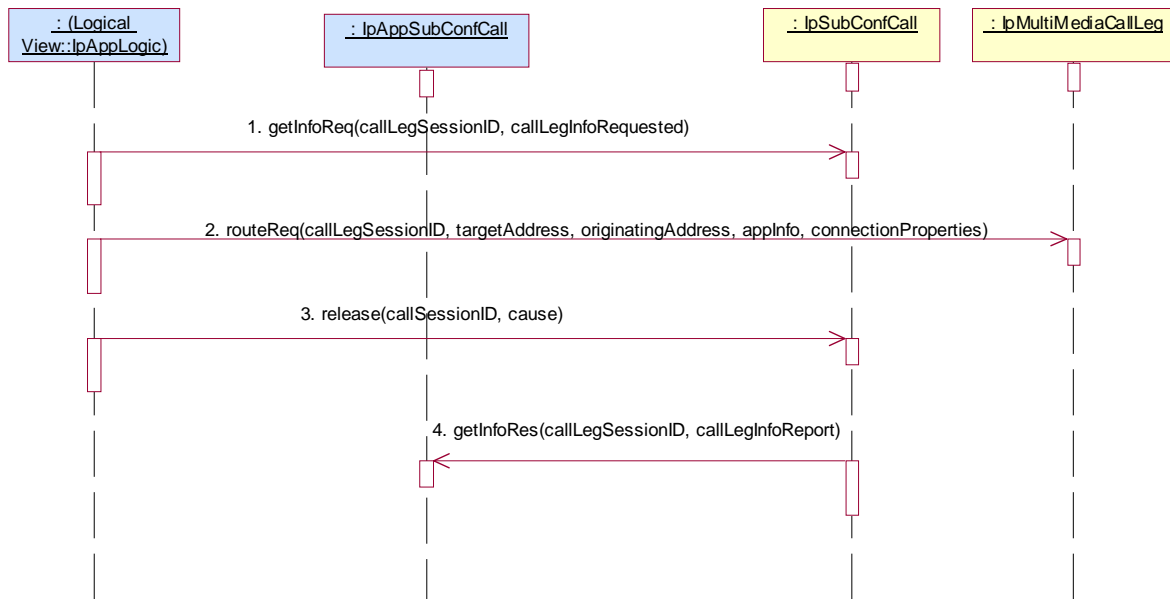 : (Logical
View::IpAppLogic)
: IpAppSubConfCall
: IpSubConfCall
: IpMultiMediaCallLeg
1. getInfoReq(callLegSessionID, callLegInfoRequested)
2. routeReq(callLegSessionID, targetAddress, originatingAddress, appInfo, connectionProperties)
3. release(callSessionID, cause)
4. getInfoRes(callLegSessionID, callLegInfoReport)